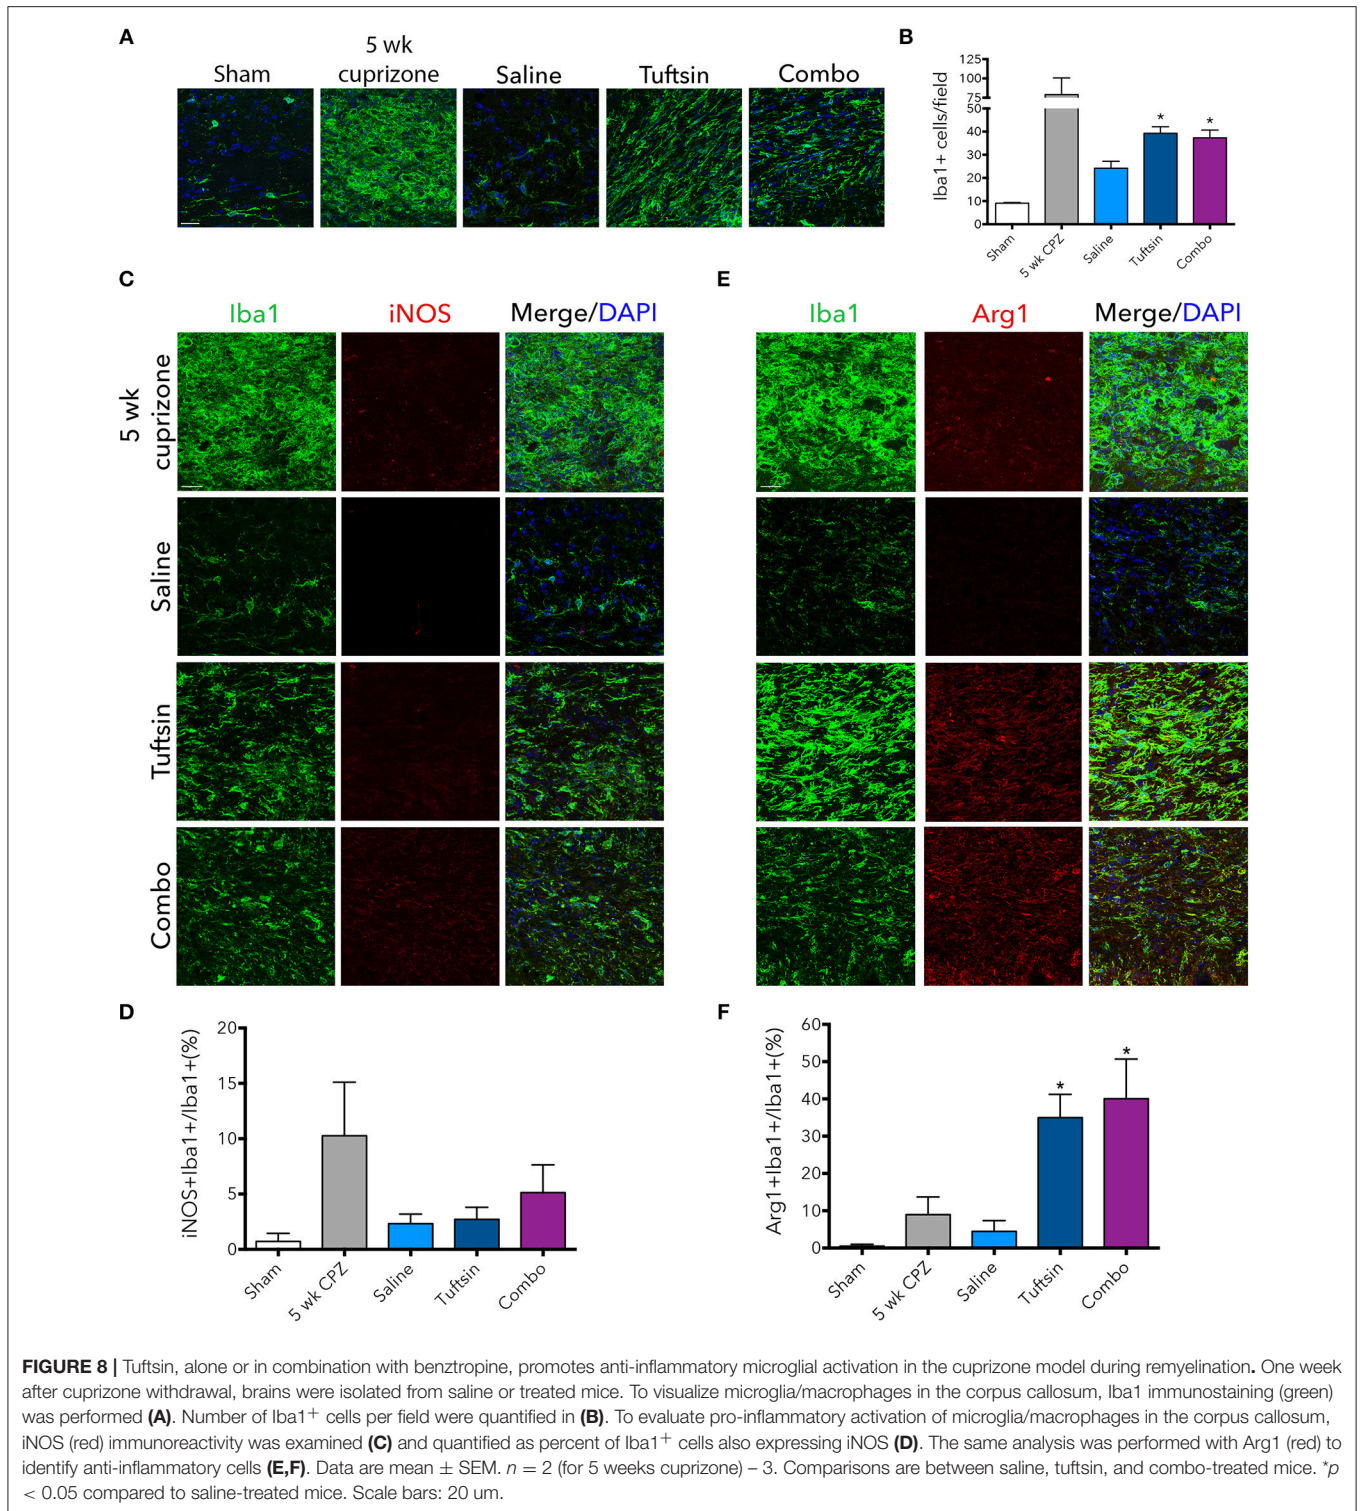 A
Sham
5 wk
cuprizone
Saline
Tuftsin
Combo
B
Iba1+ cells/field
125
100
75
50
40
30
20
10
0
*
*
Sham
5 wk CPZ
Saline
Tuftsin
Combo
C
Iba1
iNOS
Merge/DAPI
5 wk
cuprizone
Saline
Tuftsin
Combo
E
Iba1
Arg1
Merge/DAPI
D
iNOS+Iba1+/Iba1+(%)
20
15
10
5
0
Sham
5 wk CPZ
Saline
Tuftsin
Combo
F
Arg1+Iba1+/Iba1+(%)
60
50
40
30
20
10
0
*
*
Sham
5 wk CPZ
Saline
Tuftsin
Combo
FIGURE 8 | Tuftsin, alone or in combination with benztropine, promotes anti-inflammatory microglial activation in the cuprizone model during remyelination. One week
after cuprizone withdrawal, brains were isolated from saline or treated mice. To visualize microglia/macrophages in the corpus callosum, Iba1 immunostaining (green)
was performed (A). Number of Iba1+ cells per field were quantified in (B). To evaluate pro-inflammatory activation of microglia/macrophages in the corpus callosum,
iNOS (red) immunoreactivity was examined (C) and quantified as percent of Iba1+ cells also expressing iNOS (D). The same analysis was performed with Arg1 (red) to
identify anti-inflammatory cells (E,F). Data are mean ± SEM. n = 2 (for 5 weeks cuprizone) – 3. Comparisons are between saline, tuftsin, and combo-treated mice. *p
< 0.05 compared to saline-treated mice. Scale bars: 20 um.